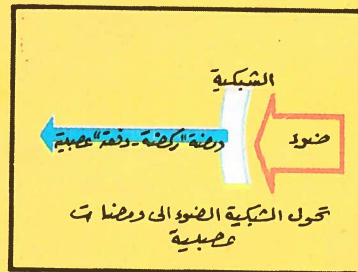 الشبكية
ضوء
ومضة "ركضة - دفعة" عصبية
تحول الشبكية الضوء الى ومضات
عصبية